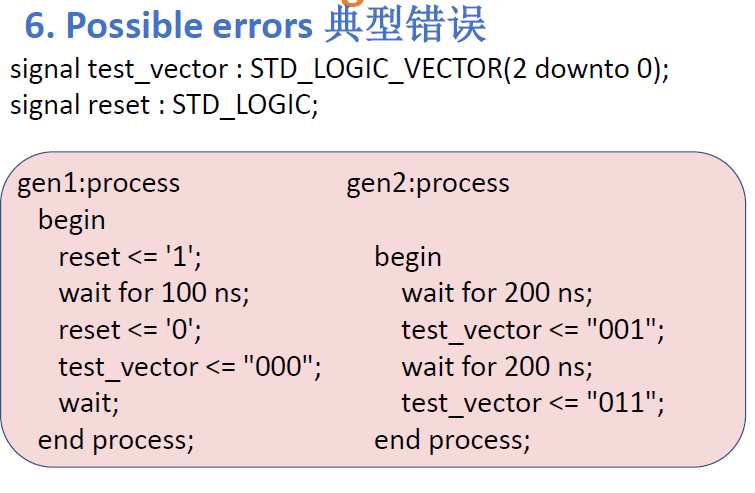 6. Possible errors 典型错误
signal test_vector : STD_LOGIC_VECTOR(2 downto 0);
signal reset : STD_LOGIC;
gen1:process
begin
reset <= '1';
wait for 100 ns;
reset <= '0';
test_vector <= "000";
wait;
end process;
gen2:process
begin
wait for 200 ns;
test_vector <= "001";
wait for 200 ns;
test_vector <= "011";
end process;